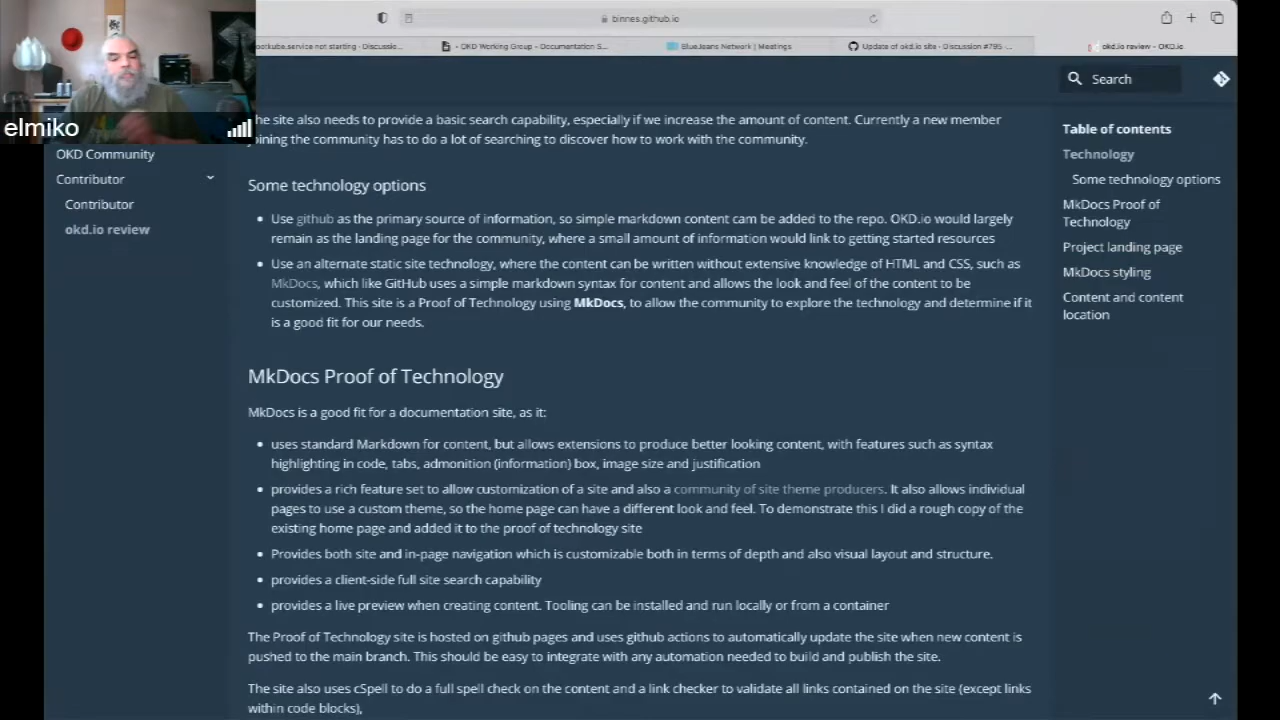 binnes.github.io
ootkube.service not starting · Discussio...
- OKD Working Group - Documentation S...
BlueJeans Network | Meetings
Update of okd.io site · Discussion #795 ·...
okd.io review - OKD.io
elmiko
Search
OKD Community
Contributor
Contributor
okd.io review
The site also needs to provide a basic search capability, especially if we increase the amount of content. Currently a new member
joining the community has to do a lot of searching to discover how to work with the community.
Some technology options
Use github as the primary source of information, so simple markdown content cam be added to the repo. OKD.io would largely
remain as the landing page for the community, where a small amount of information would link to getting started resources
Use an alternate static site technology, where the content can be written without extensive knowledge of HTML and CSS, such as
MkDocs, which like GitHub uses a simple markdown syntax for content and allows the look and feel of the content to be
customized. This site is a Proof of Technology using MkDocs, to allow the community to explore the technology and determine if it
is a good fit for our needs.
MkDocs Proof of Technology
MkDocs is a good fit for a documentation site, as it:
uses standard Markdown for content, but allows extensions to produce better looking content, with features such as syntax
highlighting in code, tabs, admonition (information) box, image size and justification
provides a rich feature set to allow customization of a site and also a community of site theme producers. It also allows individual
pages to use a custom theme, so the home page can have a different look and feel. To demonstrate this I did a rough copy of the
existing home page and added it to the proof of technology site
Provides both site and in-page navigation which is customizable both in terms of depth and also visual layout and structure.
provides a client-side full site search capability
provides a live preview when creating content. Tooling can be installed and run locally or from a container
The Proof of Technology site is hosted on github pages and uses github actions to automatically update the site when new content is
pushed to the main branch. This should be easy to integrate with any automation needed to build and publish the site.
The site also uses cSpell to do a full spell check on the content and a link checker to validate all links contained on the site (except links
within code blocks),
Table of contents
Technology
Some technology options
MkDocs Proof of
Technology
Project landing page
MkDocs styling
Content and content
location